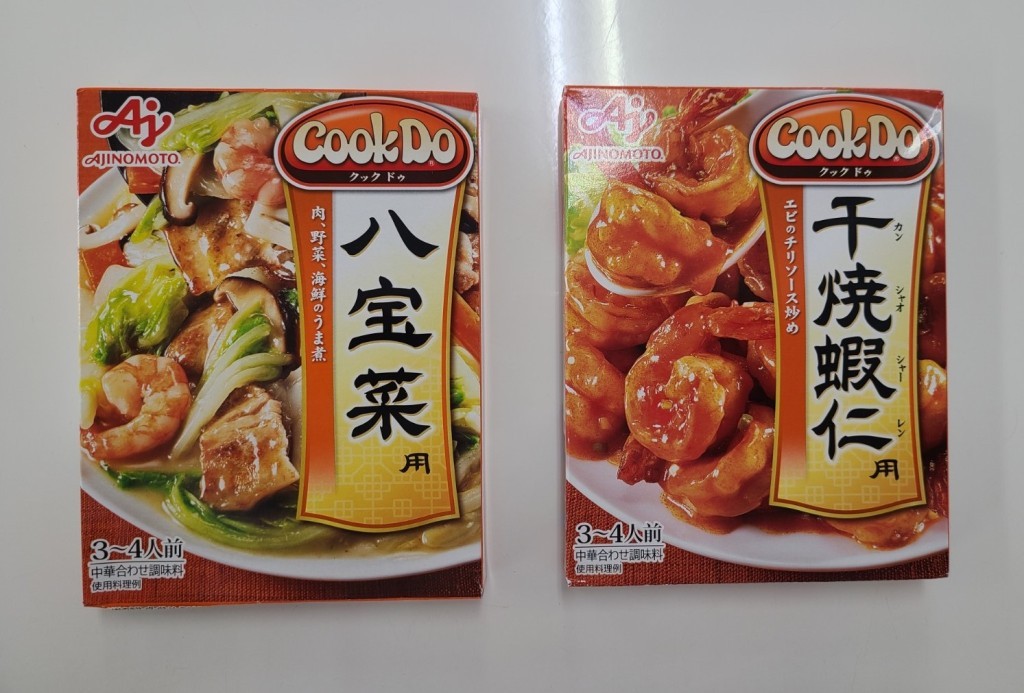 Aj
AJINOMOTO®
CookDo®
クック ドゥ
八宝菜用
肉、野菜、海鮮のうま煮
3～4人前
中華合わせ調味料
使用料理例
Aj
AJINOMOTO®
CookDo®
クック ドゥ
干焼蝦仁用
カン シャオ シャー レン
エビのチリソース炒め
3～4人前
中華合わせ調味料
使用料理例